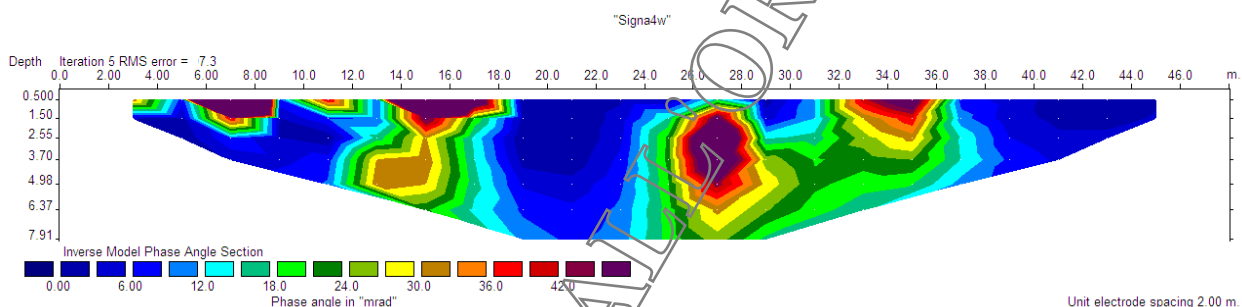 "Signa4w"
Depth Iteration 5 RMS error = 7.3
0.0 2.00 4.00 6.00 8.00 10.0 12.0 14.0 16.0 18.0 20.0 22.0 24.0 26.0 28.0 30.0 32.0 34.0 36.0 38.0 40.0 42.0 44.0 46.0 m.
0.500
1.50
2.55
3.70
4.98
6.37
7.91
Inverse Model Phase Angle Section
0.00 6.00 12.0 18.0 24.0 30.0 36.0 42.0
Phase angle in "mrad"
Unit electrode spacing 2.00 m.